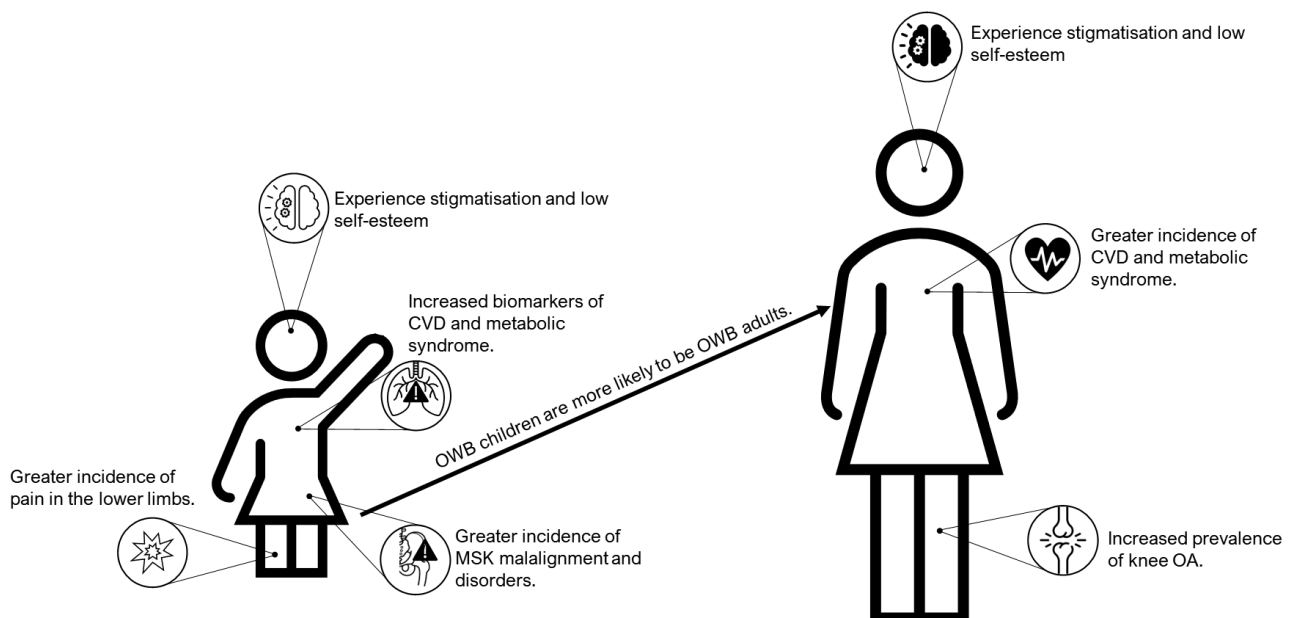 Experience stigmatisation and low
self-esteem
Experience stigmatisation and low
self-esteem
Increased biomarkers of
CVD and metabolic
syndrome.
Greater incidence of
pain in the lower limbs.
Greater incidence of
MSK malalignment and
disorders.
OWB children are more likely to be OWB adults.
Greater incidence of
CVD and metabolic
syndrome.
Increased prevalence
of knee OA.